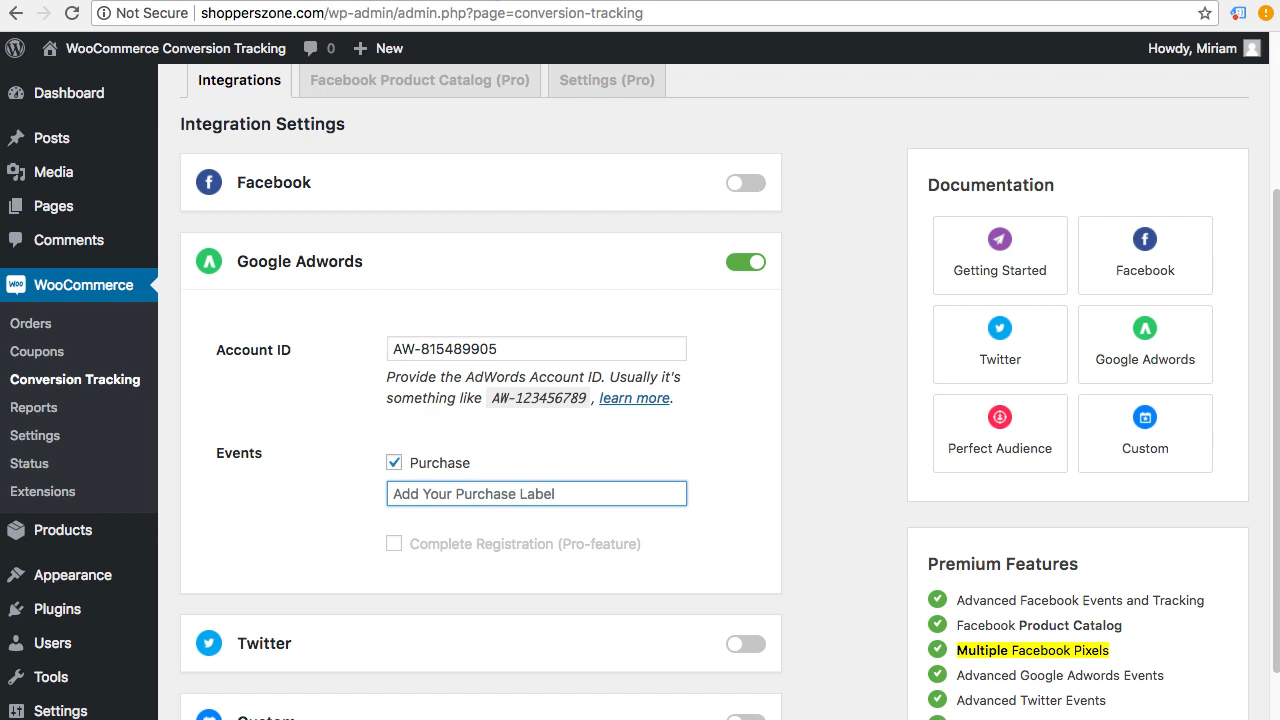 Not Secure
shopperszone.com/wp-admin/admin.php?page=conversion-tracking
WooCommerce Conversion Tracking
0
New
Howdy, Miriam
Dashboard
Posts
Media
Pages
Comments
WooCommerce
Orders
Coupons
Conversion Tracking
Reports
Settings
Status
Extensions
Products
Appearance
Plugins
Users
Tools
Settings
Integrations
Facebook Product Catalog (Pro)
Settings (Pro)
Integration Settings
Facebook
Google Adwords
Account ID
AW-815489905
Provide the AdWords Account ID. Usually it's
something like AW-123456789, learn more.
Events
Purchase
Add Your Purchase Label
Complete Registration (Pro-feature)
Twitter
Custom
Documentation
Getting Started
Facebook
Twitter
Google Adwords
Perfect Audience
Custom
Premium Features
Advanced Facebook Events and Tracking
Facebook Product Catalog
Multiple Facebook Pixels
Advanced Google Adwords Events
Advanced Twitter Events